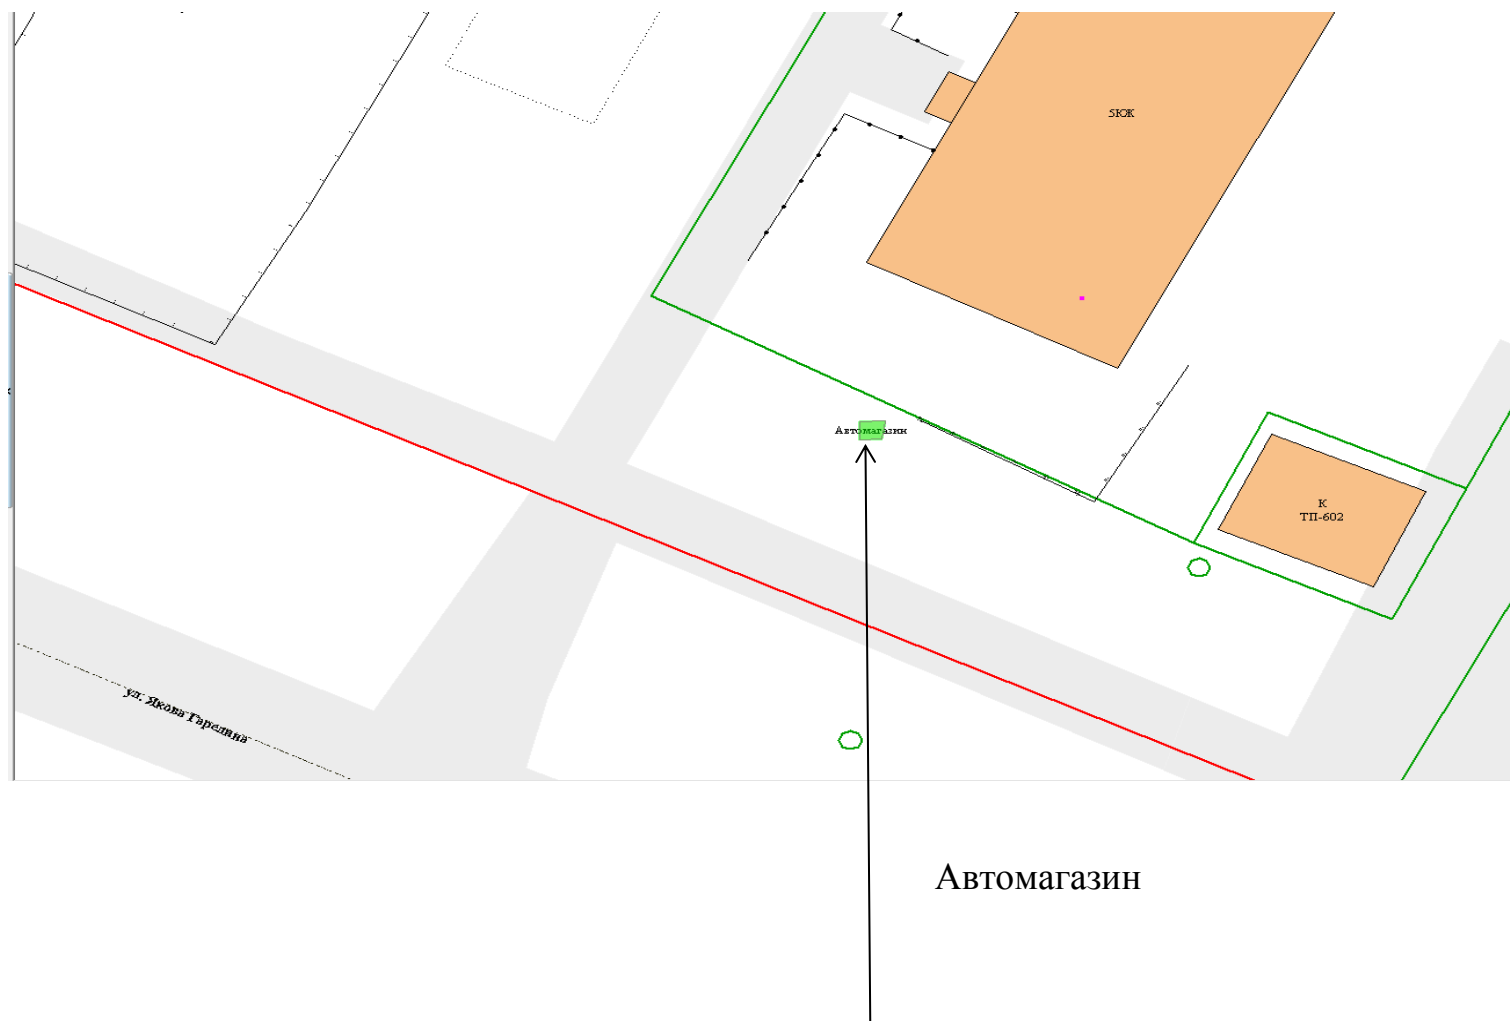 5КЖ
Автомагазин
К
ТП-602
ул. Якова Гарелина
Автомагазин